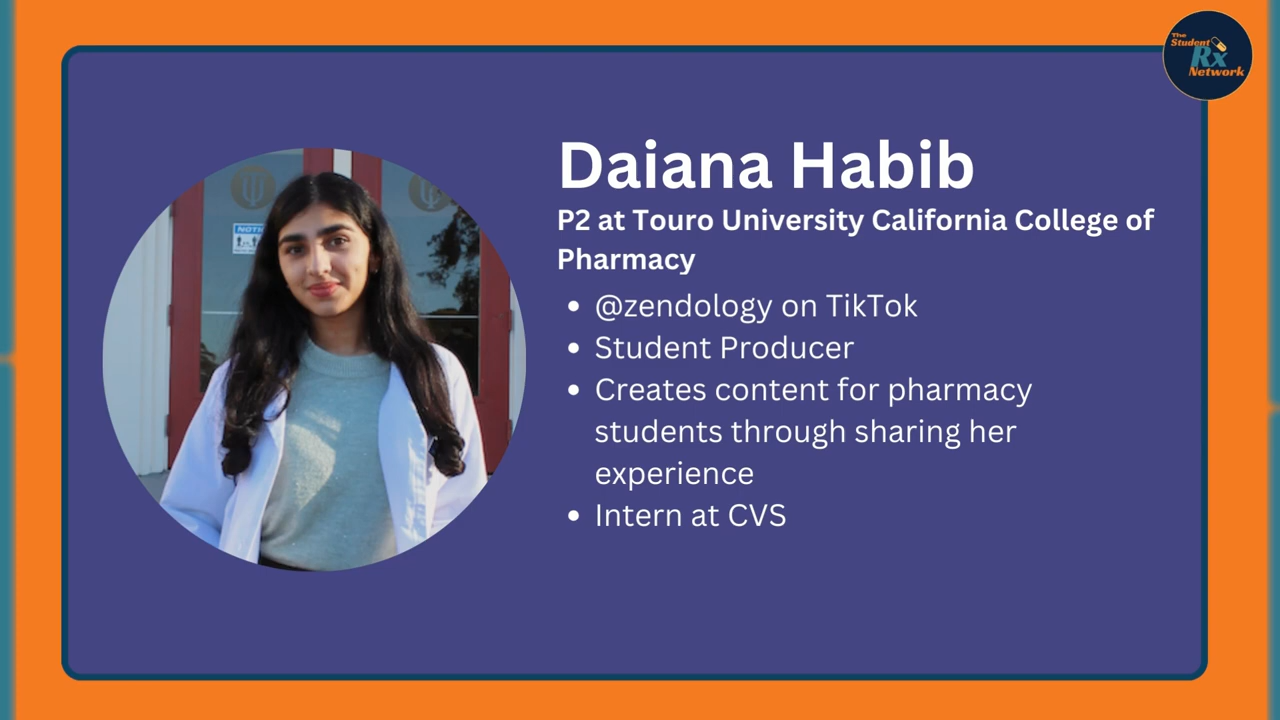 The
Student
Rx
Network
Daiana Habib
P2 at Touro University California College of
Pharmacy
• @zendology on TikTok
• Student Producer
• Creates content for pharmacy
students through sharing her
experience
• Intern at CVS
NOTI